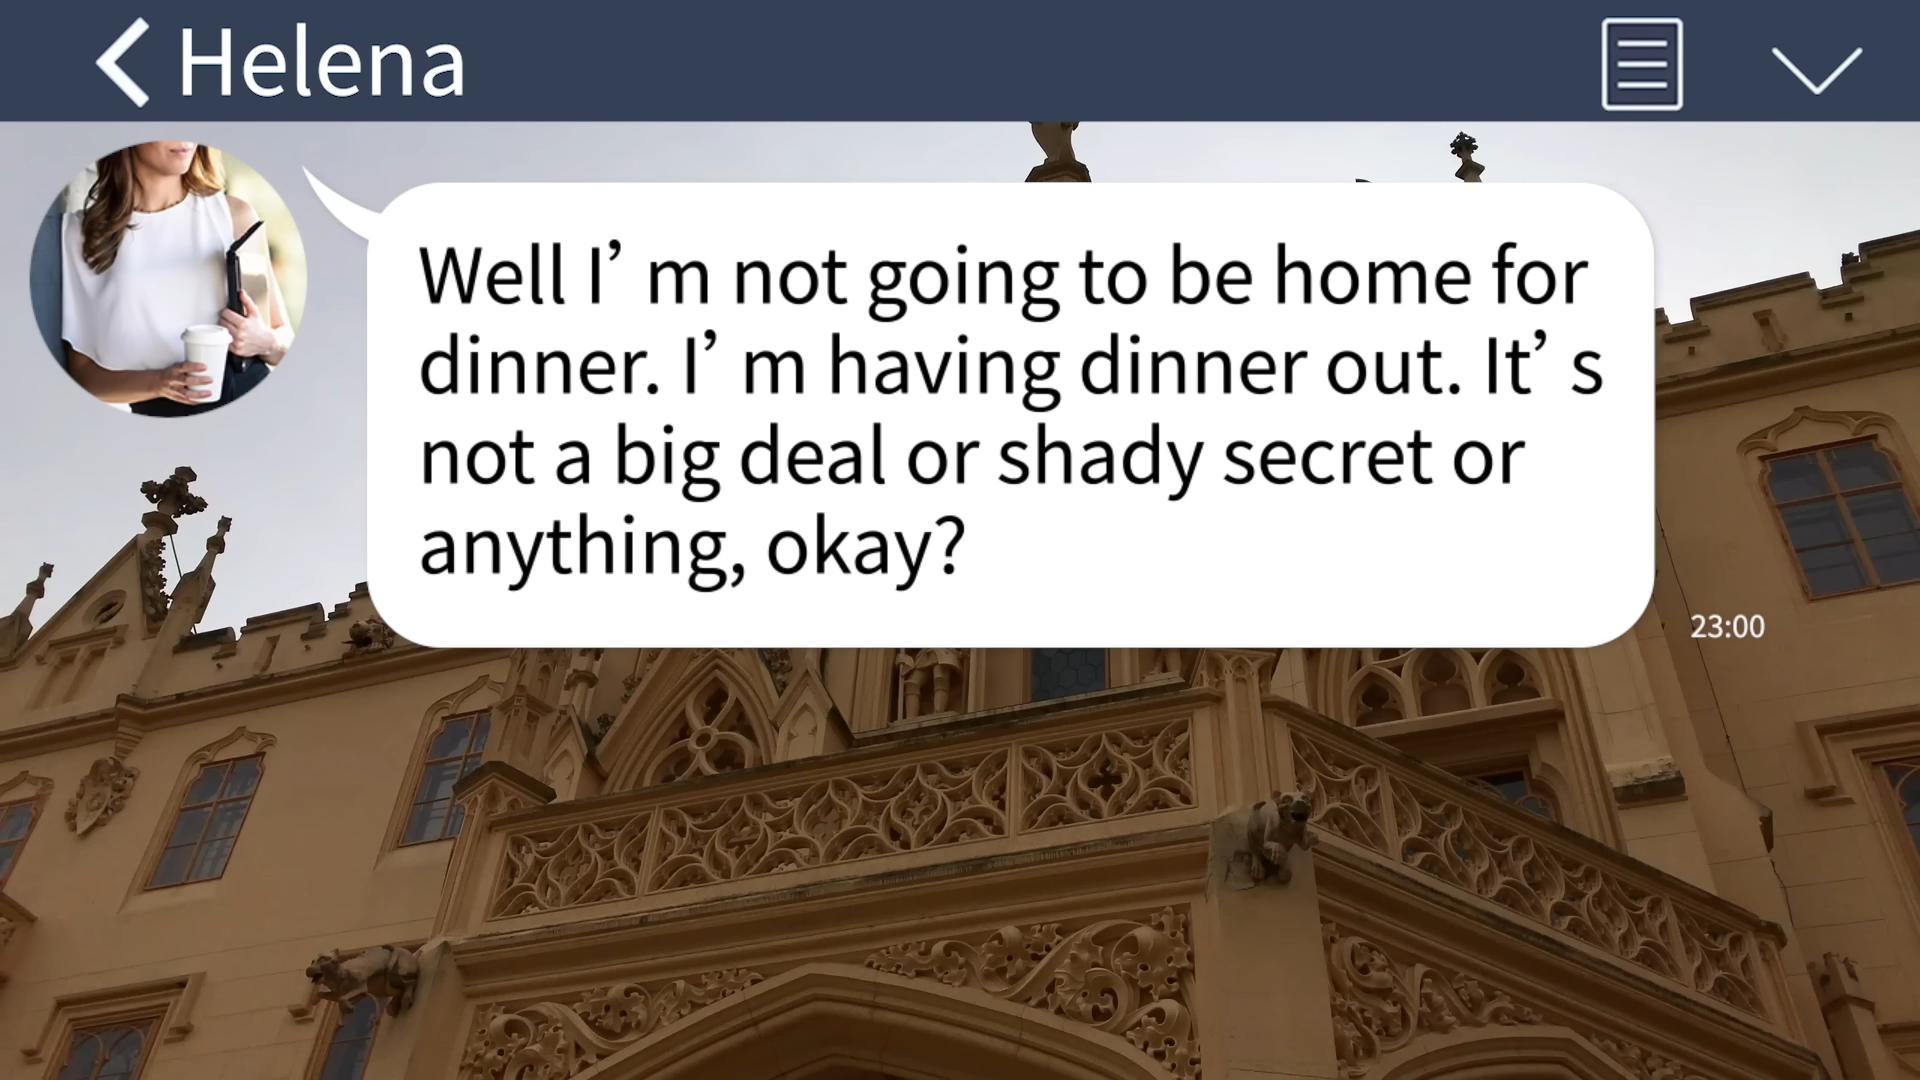 Helena
Well I’m not going to be home for
dinner. I’m having dinner out. It’s
not a big deal or shady secret or
anything, okay?
23:00